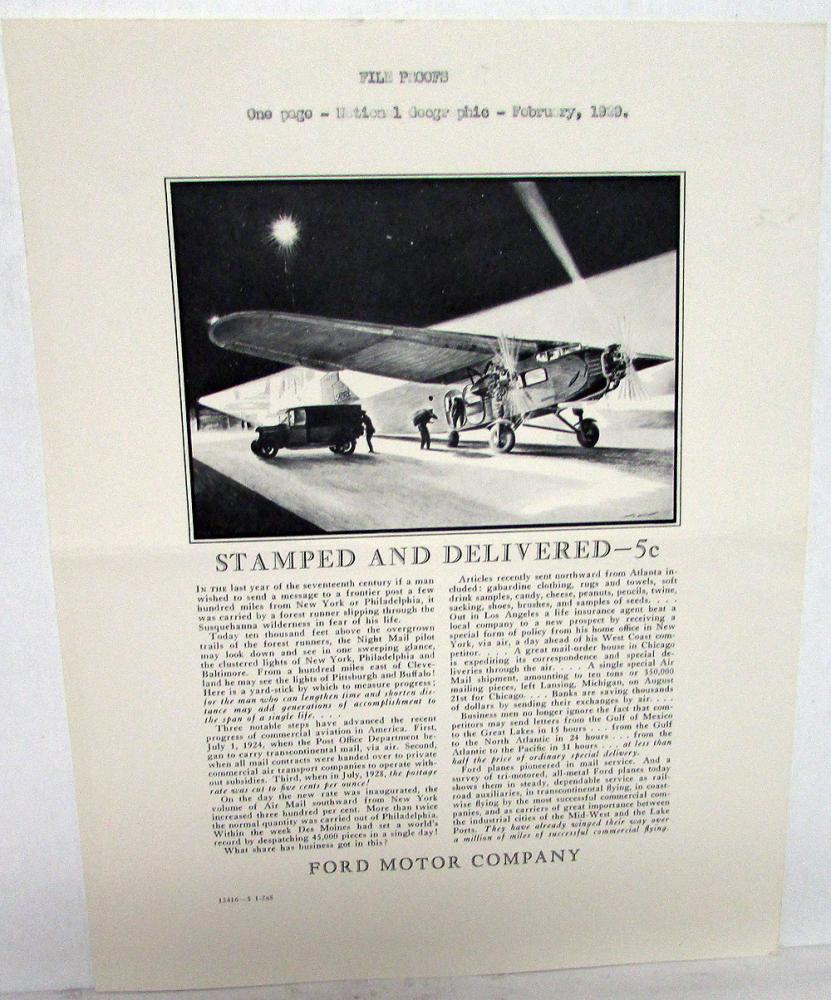 FILE PROOFS
One page - National Geographic - February, 1929.
STAMPED AND DELIVERED—5c
IN THE last year of the seventeenth century if a man
wished to send a message to a frontier post a few
hundred miles from New York or Philadelphia, it
was carried by a forest runner slipping through the
Susquehanna wilderness in fear of his life.
Today ten thousand feet above the overgrown
trails of the forest runners, the Night Mail pilot
may look down and see in one sweeping glance,
the clustered lights of New York, Philadelphia and
Baltimore. From a hundred miles east of Cleve-
land he may see the lights of Pittsburgh and Buffalo!
Here is a yard-stick by which to measure progress;
for the man who can lengthen time and shorten dis-
tance may add generations of accomplishment to
the span of a single life. . . .
Three notable steps have advanced the recent
progress of commercial aviation in America. First,
July 1, 1924, when the Post Office Department be-
gan to carry transcontinental mail, via air. Second,
when all mail contracts were handed over to private
commercial air transport companies to operate with-
out subsidies. Third, when in July, 1928, the postage
rate was cut to five cents per ounce!
On the day the new rate was inaugurated, the
volume of Air Mail southward from New York
increased three hundred per cent. More than twice
the normal quantity was carried out of Philadelphia.
Within the week Des Moines had set a world's
record by despatching 45,000 pieces in a single day!
What share has business got in this?
Articles recently sent northward from Atlanta in-
cluded: gabardine clothing, rugs and towels, soft
drink samples, candy, cheese, peanuts, pencils, twine,
sacking, shoes, brushes, and samples of seeds. . . .
Out in Los Angeles a life insurance agent beat a
local company to a new prospect by receiving a
special form of policy from his home office in New
York, via air, a day ahead of his West Coast com-
petitor. . . . A great mail-order house in Chicago
is expediting its correspondence and special de-
liveries through the air. . . . A single special Air
Mail shipment, amounting to ten tons or $50,000
mailing pieces, left Lansing, Michigan, on August
21st for Chicago. . . . Banks are saving thousands
of dollars by sending their exchanges by air. . . .
Business men no longer ignore the fact that com-
petitors may send letters from the Gulf of Mexico
to the Great Lakes in 15 hours . . . from the Gulf
to the North Atlantic in 24 hours . . . from the
Atlantic to the Pacific in 31 hours . . . at less than
half the price of ordinary special delivery.
Ford planes pioneered in mail service. And a
survey of tri-motored, all-metal Ford planes today
shows them in steady, dependable service as rail-
road auxiliaries, in transcontinental flying, in coast-
wise flying by the most successful commercial com-
panies, and as carriers of great importance between
the industrial cities of the Mid-West and the Lake
Ports. They have already winged their way over
a million of miles of successful commercial flying.
FORD MOTOR COMPANY